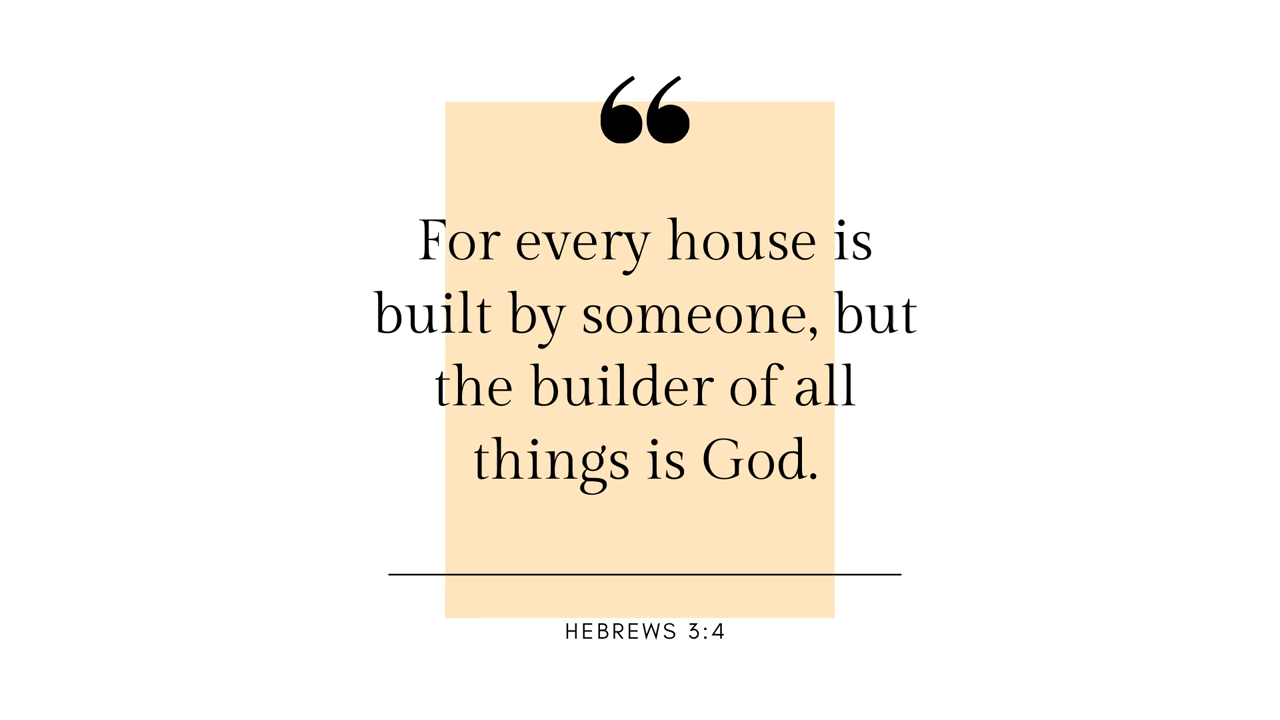 “
For every house is
built by someone, but
the builder of all
things is God.
HEBREWS 3:4